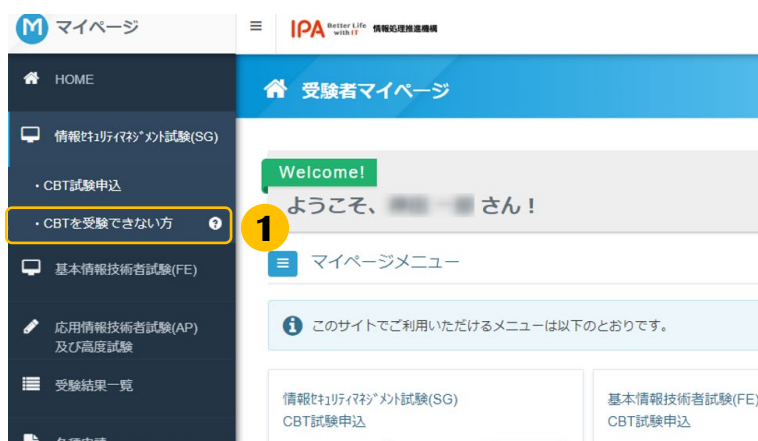 M マイページ
≡ IPA Better Life with IT 情報処理推進機構
HOME
受験者マイページ
情報ｾｷｭﾘﾃｨﾏﾈｼﾞﾒﾝﾄ試験(SG)
・CBT試験申込
・CBTを受験できない方 ?
1
基本情報技術者試験(FE)
応用情報技術者試験(AP)
及び高度試験
受験結果一覧
各種申請
Welcome!
ようこそ、 さん！
マイページメニュー
このサイトでご利用いただけるメニューは以下のとおりです。
情報ｾｷｭﾘﾃｨﾏﾈｼﾞﾒﾝﾄ試験(SG)
CBT試験申込
基本情報技術者試験(FE)
CBT試験申込